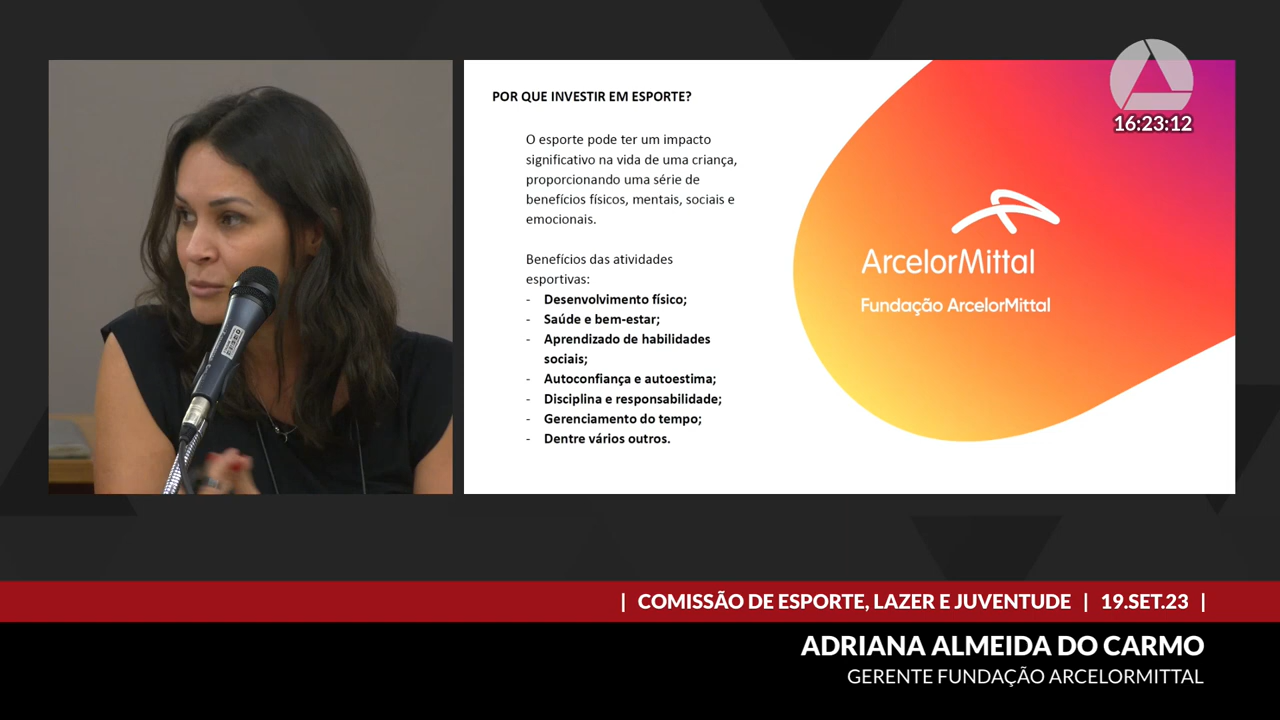 POR QUE INVESTIR EM ESPORTE?
O esporte pode ter um impacto
significativo na vida de uma criança,
proporcionando uma série de
benefícios físicos, mentais, sociais e
emocionais.
Benefícios das atividades
esportivas:
- Desenvolvimento físico;
- Saúde e bem-estar;
- Aprendizado de habilidades
sociais;
- Autoconfiança e autoestima;
- Disciplina e responsabilidade;
- Gerenciamento do tempo;
- Dentre vários outros.
ArcelorMittal
Fundação ArcelorMittal
16:23:12
| COMISSÃO DE ESPORTE, LAZER E JUVENTUDE | 19.SET.23 |
ADRIANA ALMEIDA DO CARMO
GERENTE FUNDAÇÃO ARCELORMITTAL